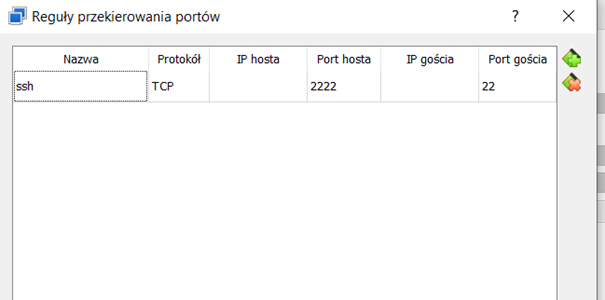 Reguły przekierowania portów
Nazwa Protokół IP hosta Port hosta IP gościa Port gościa
ssh TCP 2222 22